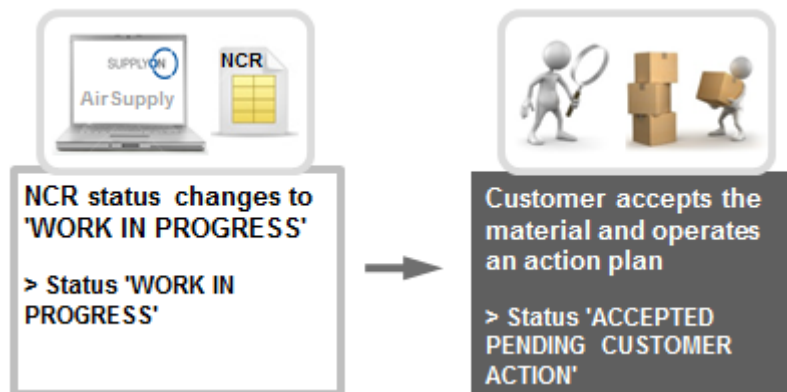 SUPPLYON
AirSupply
NCR
NCR status changes to
'WORK IN PROGRESS'
> Status 'WORK IN
PROGRESS'
Customer accepts the
material and operates
an action plan
> Status 'ACCEPTED
PENDING CUSTOMER
ACTION'